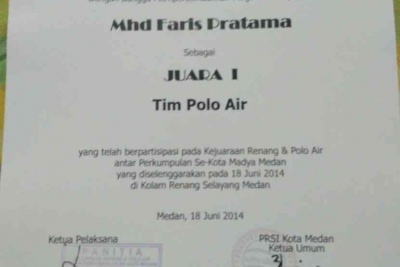 Mhd Faris Pratama
Sebagai
JUARA I
Tim Polo Air
yang telah berpartisipasi pada Kejuaraan Renang & Polo Air
antar Perkumpulan Se-Kota Madya Medan
yang diselenggarakan pada 18 Juni 2014
di Kolam Renang Selayang Medan
Medan, 18 Juni 2014
Ketua Pelaksana
PRSI Kota Medan
Ketua Umum
PANITIA